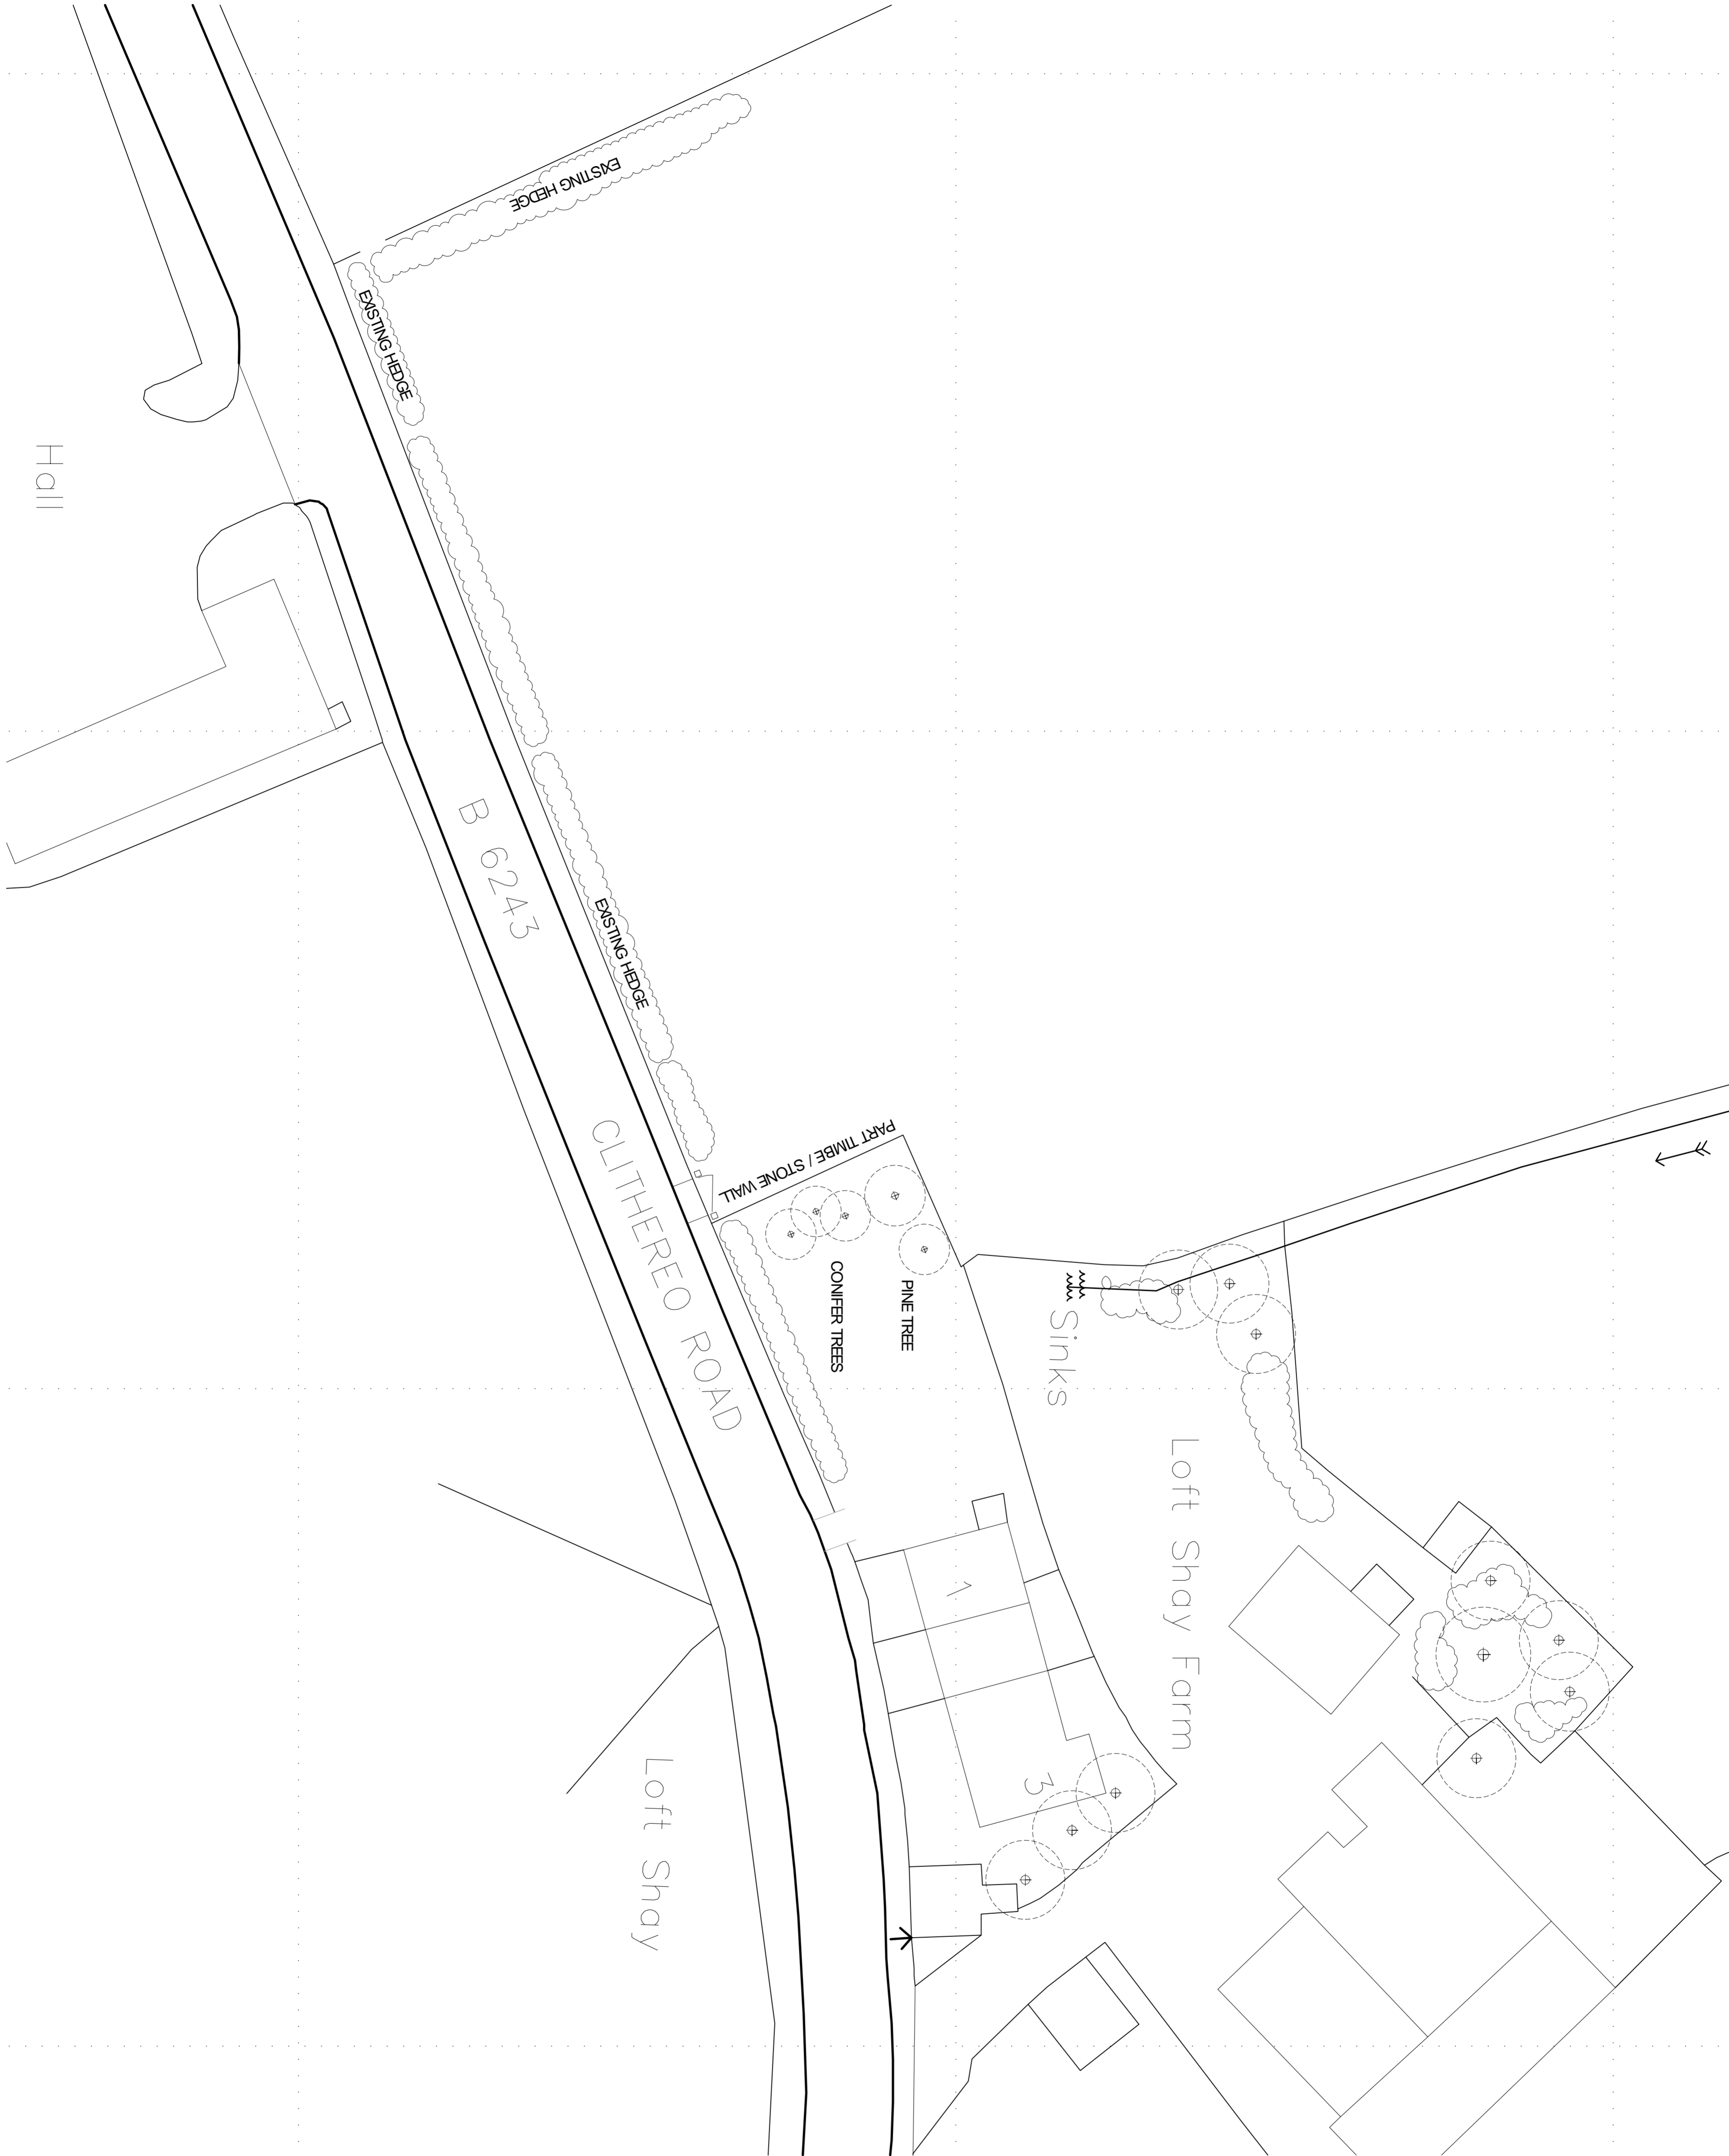 EXISTING HEDGE
EXISTING HEDGE
Hall
B 6243
EXISTING HEDGE
PART TIMBE / STONE WALL
CLITHEREO ROAD
CONIFER TREES
PINE TREE
Sinks
Loft Shay Farm
1
3
Loft Shay